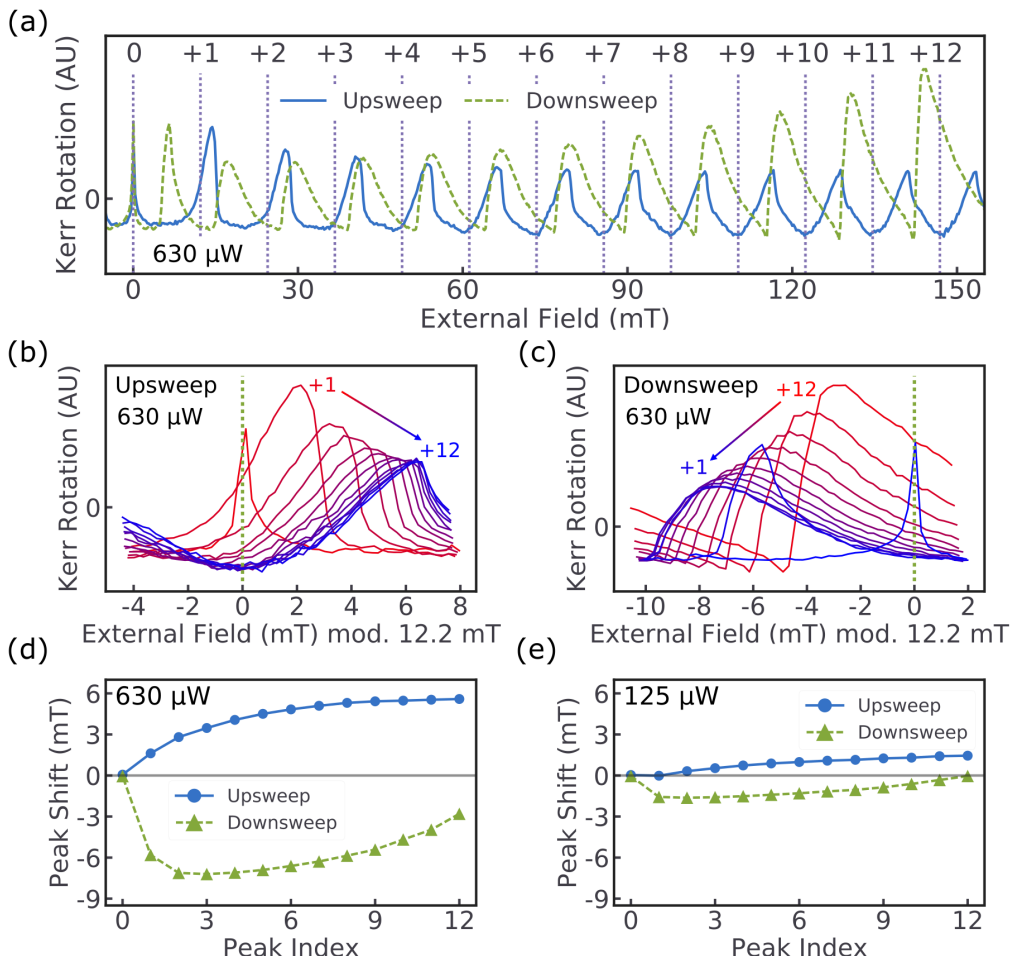 (a)
0 +1 +2 +3 +4 +5 +6 +7 +8 +9 +10 +11 +12
Upsweep Downsweep
Kerr Rotation (AU)
0
630 µW
0 30 60 90 120 150
External Field (mT)
(b)
Upsweep
630 µW
+1
+12
Kerr Rotation (AU)
0
-4 -2 0 2 4 6 8
External Field (mT) mod. 12.2 mT
(c)
Downsweep
630 µW
+12
+1
Kerr Rotation (AU)
0
-10 -8 -6 -4 -2 0 2
External Field (mT) mod. 12.2 mT
(d)
630 µW
Upsweep
Downsweep
Peak Shift (mT)
6
3
0
-3
-6
-9
0 3 6 9 12
Peak Index
(e)
125 µW
Upsweep
Downsweep
Peak Shift (mT)
6
3
0
-3
-6
-9
0 3 6 9 12
Peak Index